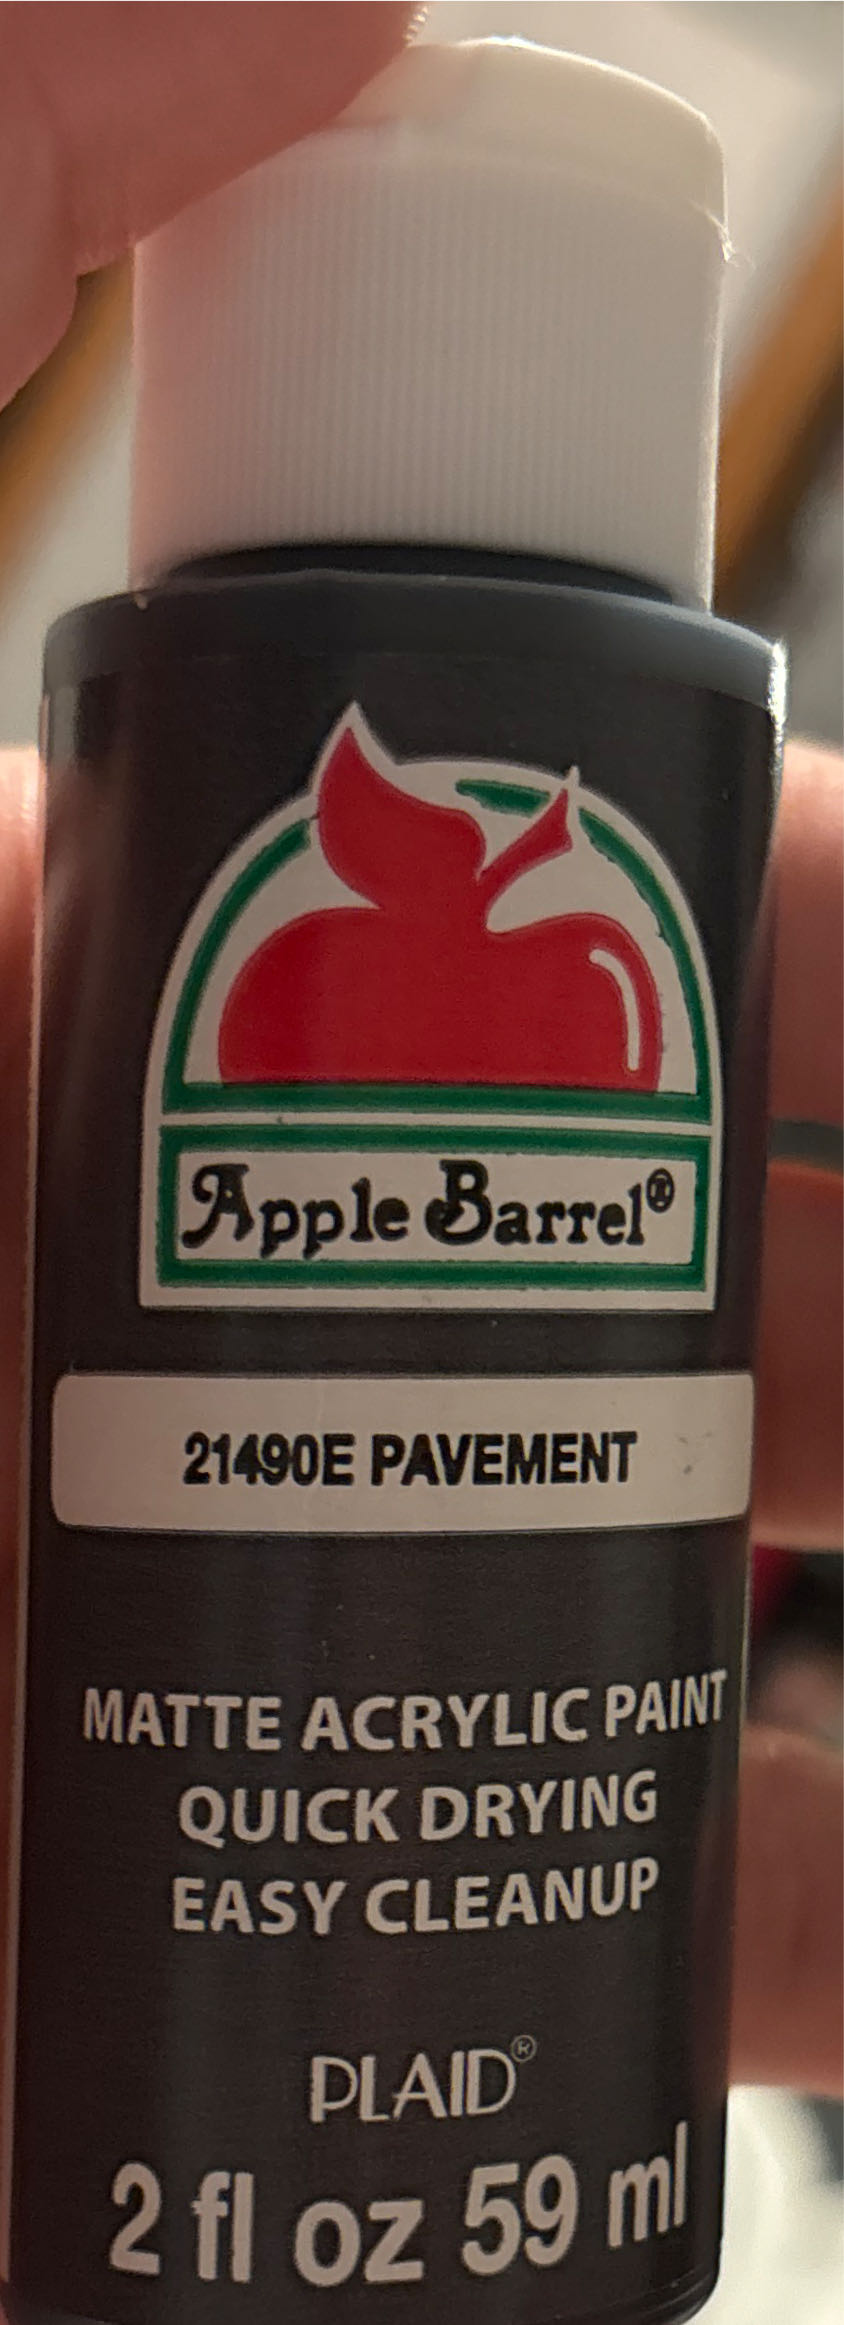 Apple Barrel®
21490E PAVEMENT
MATTE ACRYLIC PAINT
QUICK DRYING
EASY CLEANUP
PLAID®
2 fl oz 59 ml